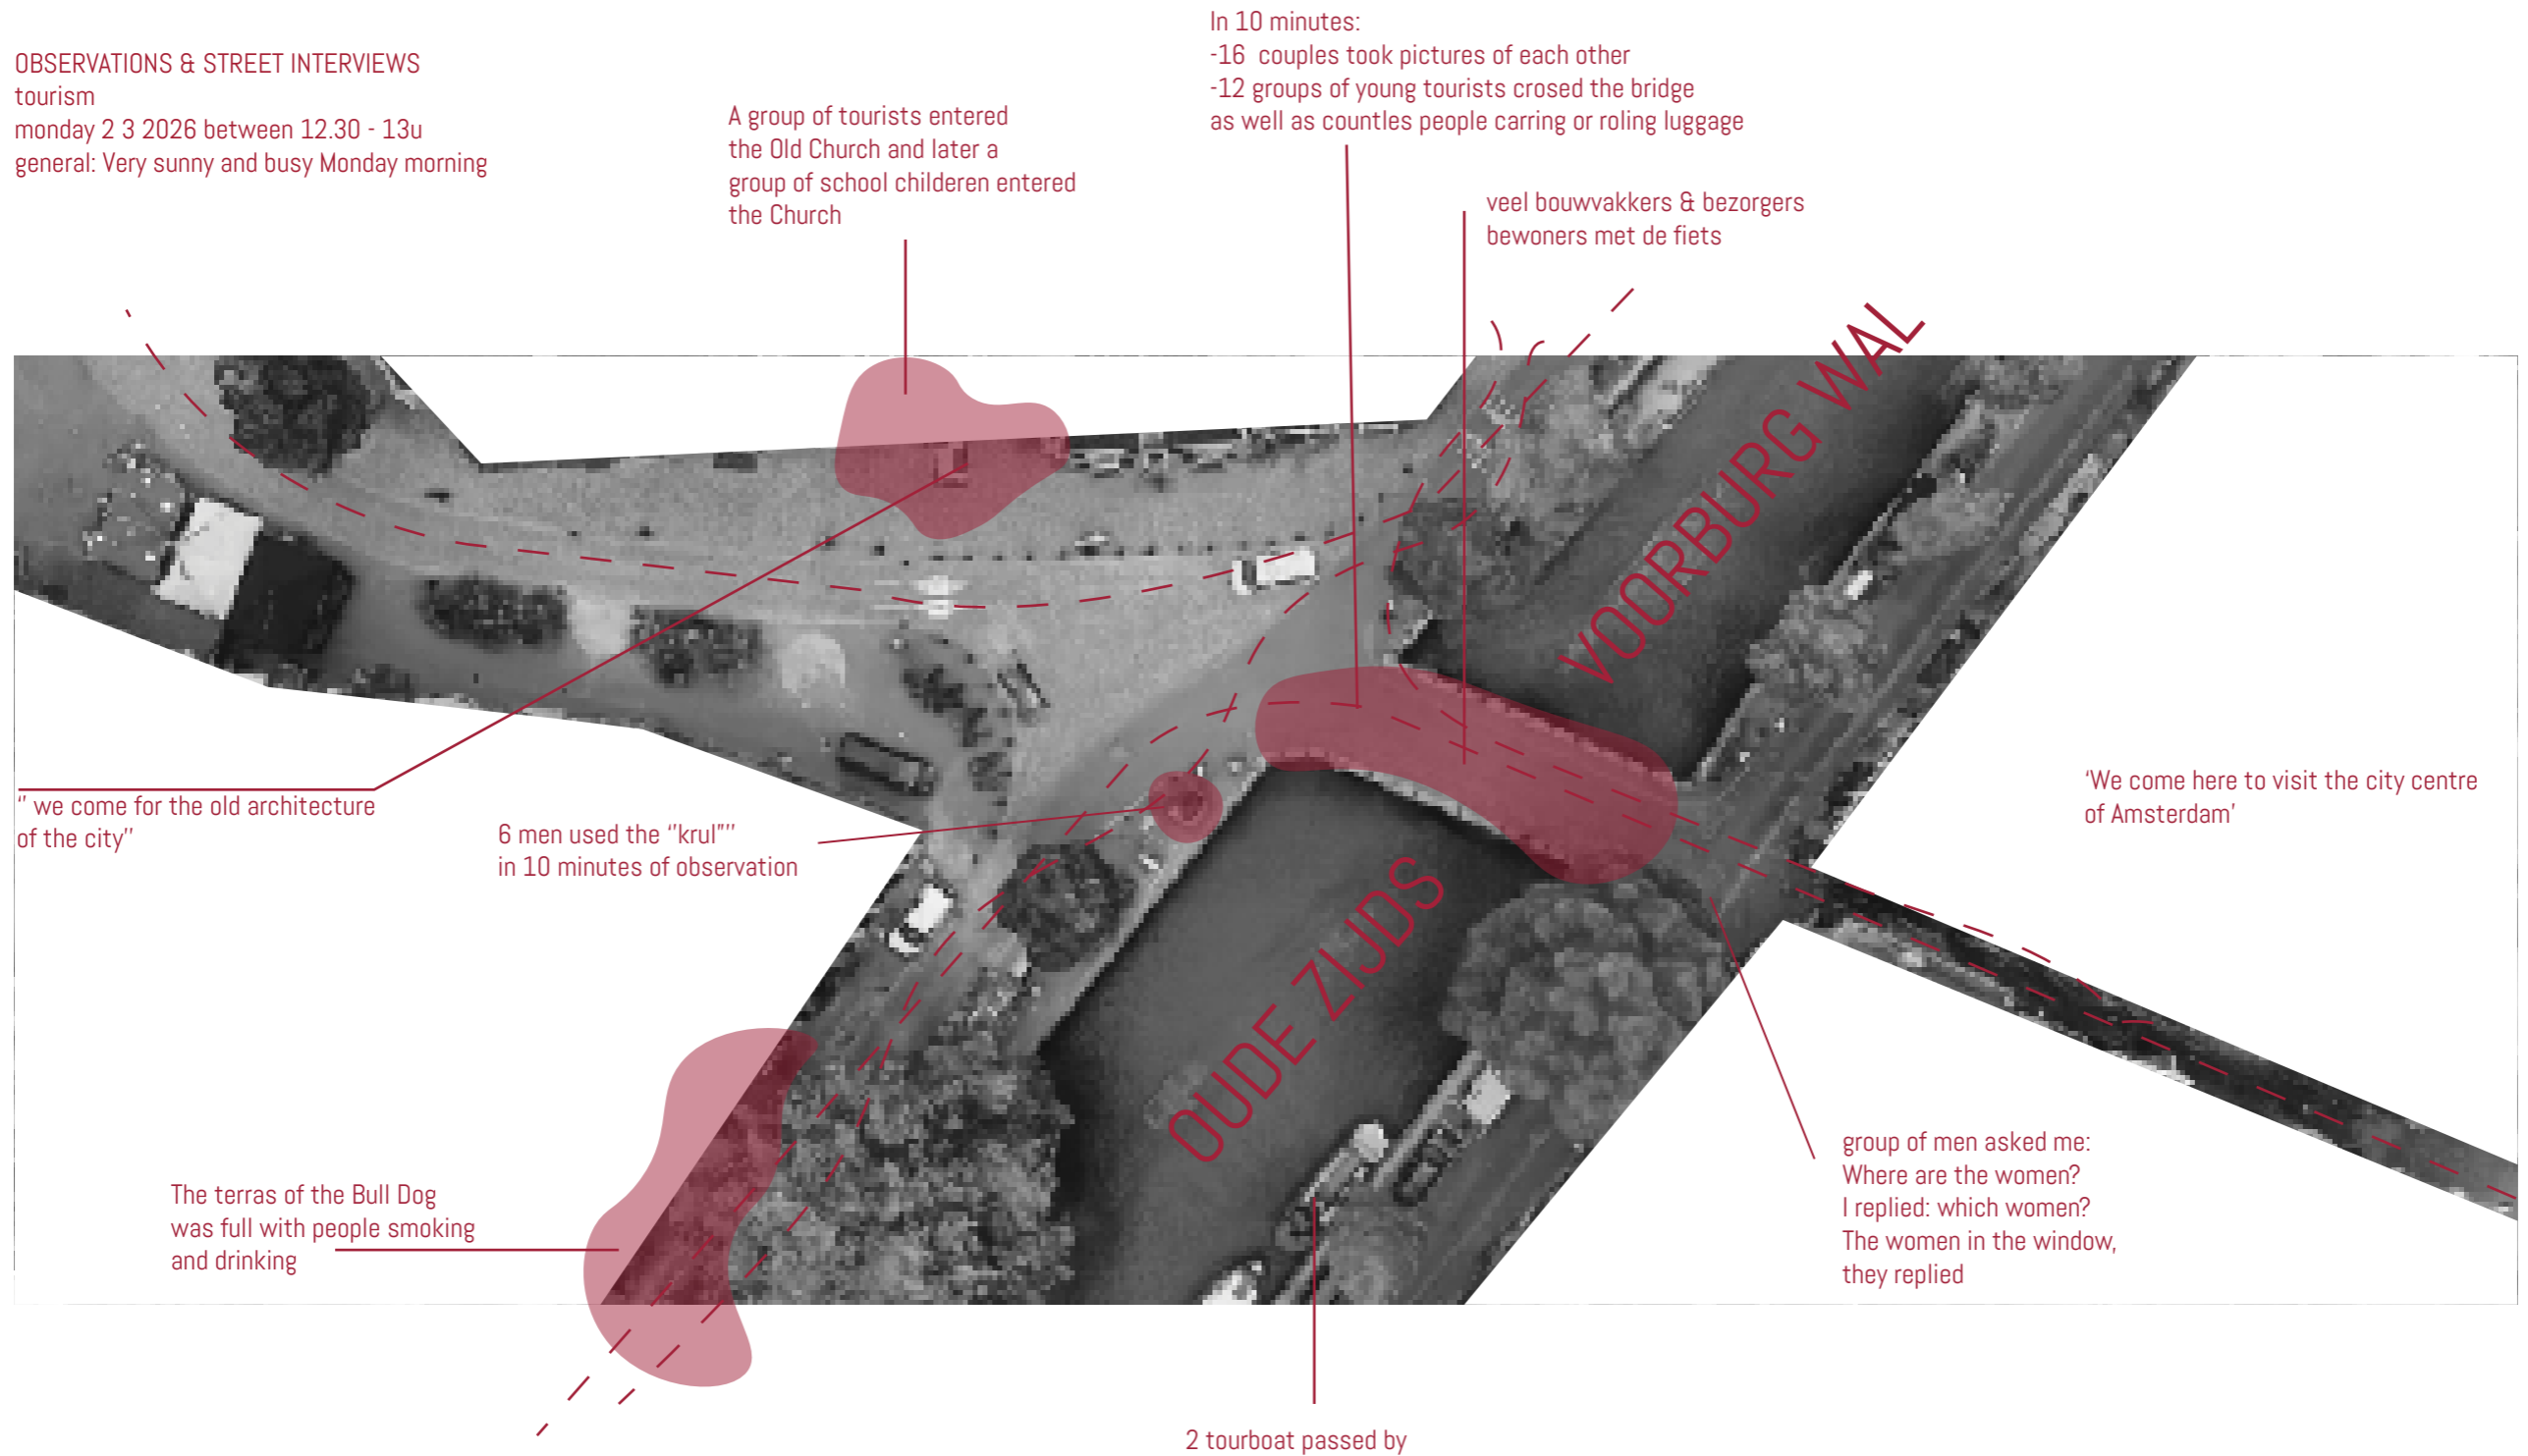 OBSERVATIONS & STREET INTERVIEWS
tourism
monday 2 3 2026 between 12.30 - 13u
general: Very sunny and busy Monday morning
A group of tourists entered
the Old Church and later a
group of school childeren entered
the Church
In 10 minutes:
-16 couples took pictures of each other
-12 groups of young tourists crosed the bridge
as well as countles people carring or roling luggage
veel bouwvakkers & bezorgers
bewoners met de fiets
VOORBURG WAL
OUDE ZIJDS
'' we come for the old architecture
of the city''
6 men used the ''krul"''
in 10 minutes of observation
'We come here to visit the city centre
of Amsterdam'
The terras of the Bull Dog
was full with people smoking
and drinking
group of men asked me:
Where are the women?
I replied: which women?
The women in the window,
they replied
2 tourboat passed by